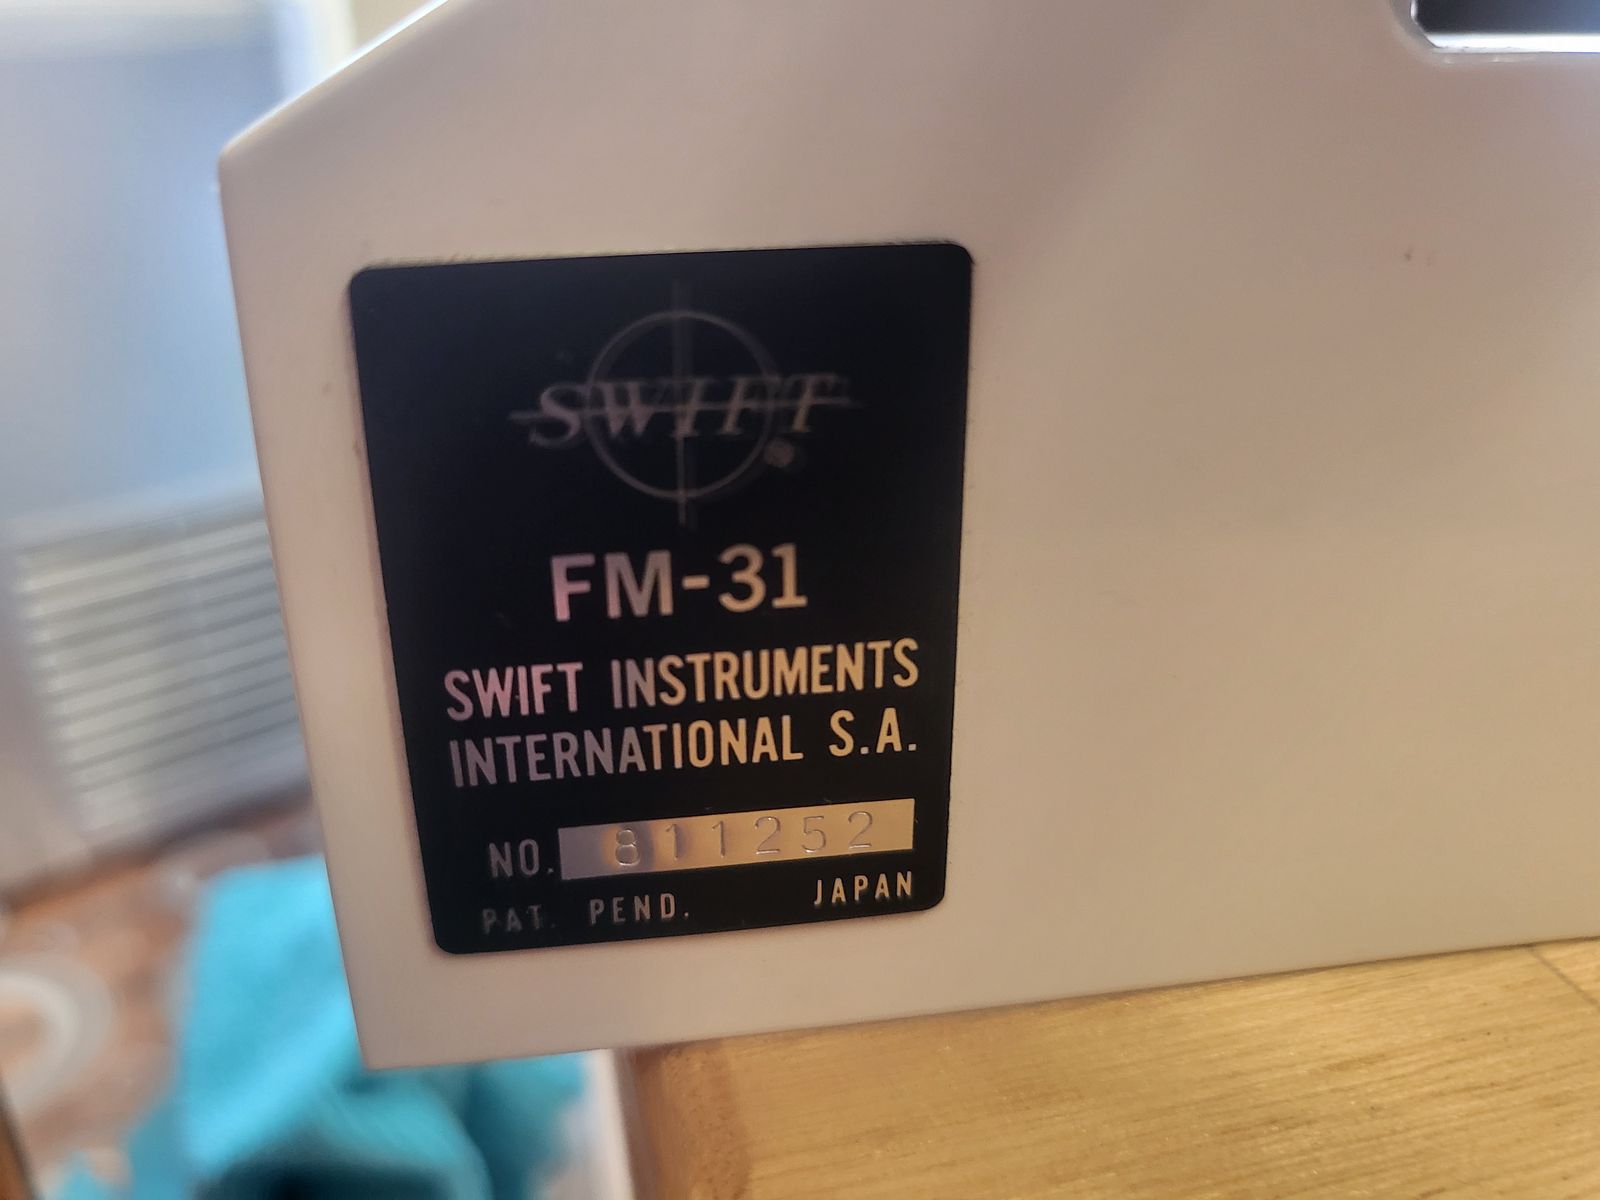 SWIFT
®
FM-31
SWIFT INSTRUMENTS
INTERNATIONAL S.A.
NO. 811252
PAT. PEND. JAPAN